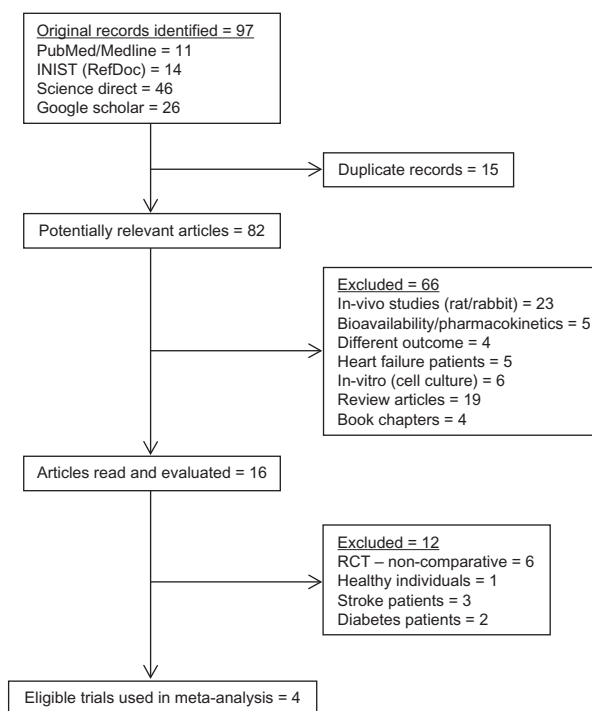 Original records identified = 97
PubMed/Medline = 11
INIST (RefDoc) = 14
Science direct = 46
Google scholar = 26
Duplicate records = 15
Potentially relevant articles = 82
Excluded = 66
In-vivo studies (rat/rabbit) = 23
Bioavailability/pharmacokinetics = 5
Different outcome = 4
Heart failure patients = 5
In-vitro (cell culture) = 6
Review articles = 19
Book chapters = 4
Articles read and evaluated = 16
Excluded = 12
RCT – non-comparative = 6
Healthy individuals = 1
Stroke patients = 3
Diabetes patients = 2
Eligible trials used in meta-analysis = 4